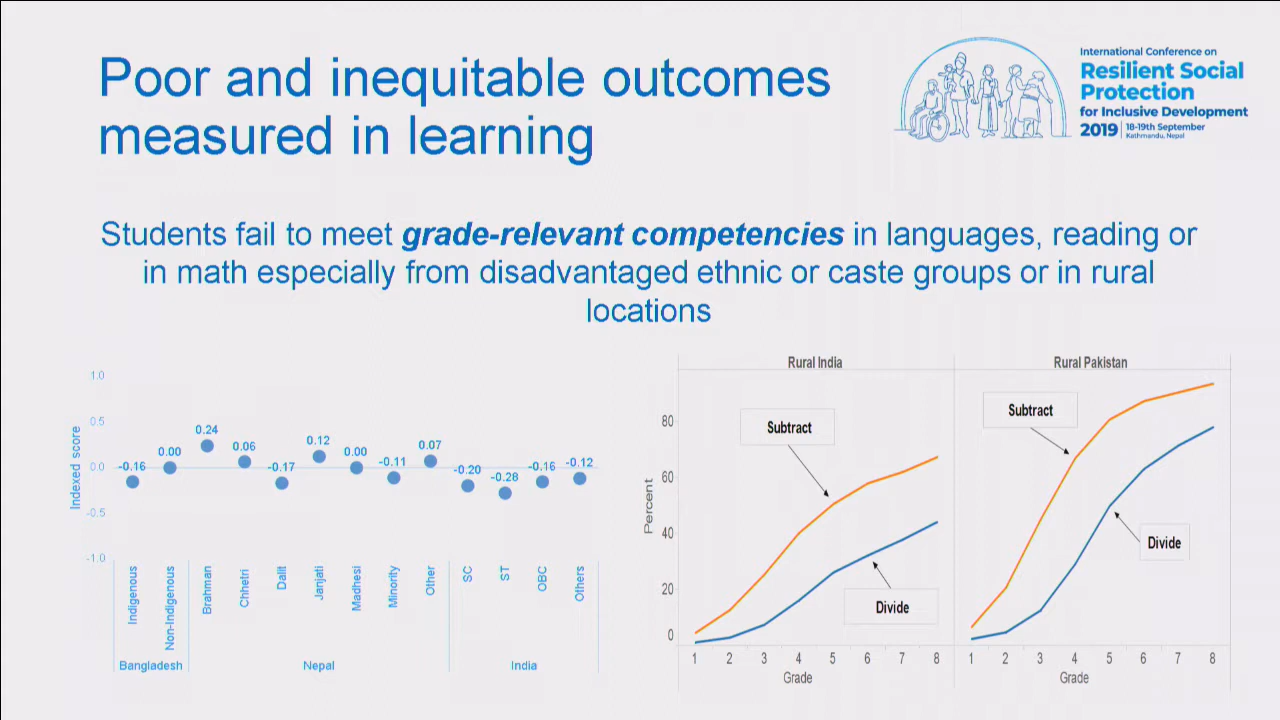 Poor and inequitable outcomes
measured in learning
International Conference on
Resilient Social
Protection
for Inclusive Development
2019 | 18-19th September
Kathmandu, Nepal
Students fail to meet grade-relevant competencies in languages, reading or
in math especially from disadvantaged ethnic or caste groups or in rural
locations
Indexed score
1.0
0.5
0.0
-0.5
-1.0
-0.16
0.00
0.24
0.06
-0.17
0.12
0.00
-0.11
0.07
-0.20
-0.28
-0.16
-0.12
Indigenous
Non-Indigenous
Brahman
Chhetri
Dalit
Janjati
Madhesi
Minority
Other
SC
ST
OBC
Others
Bangladesh
Nepal
India
Rural India
Rural Pakistan
Percent
80
60
40
20
0
Subtract
Divide
Subtract
Divide
1 2 3 4 5 6 7 8
Grade
1 2 3 4 5 6 7 8
Grade